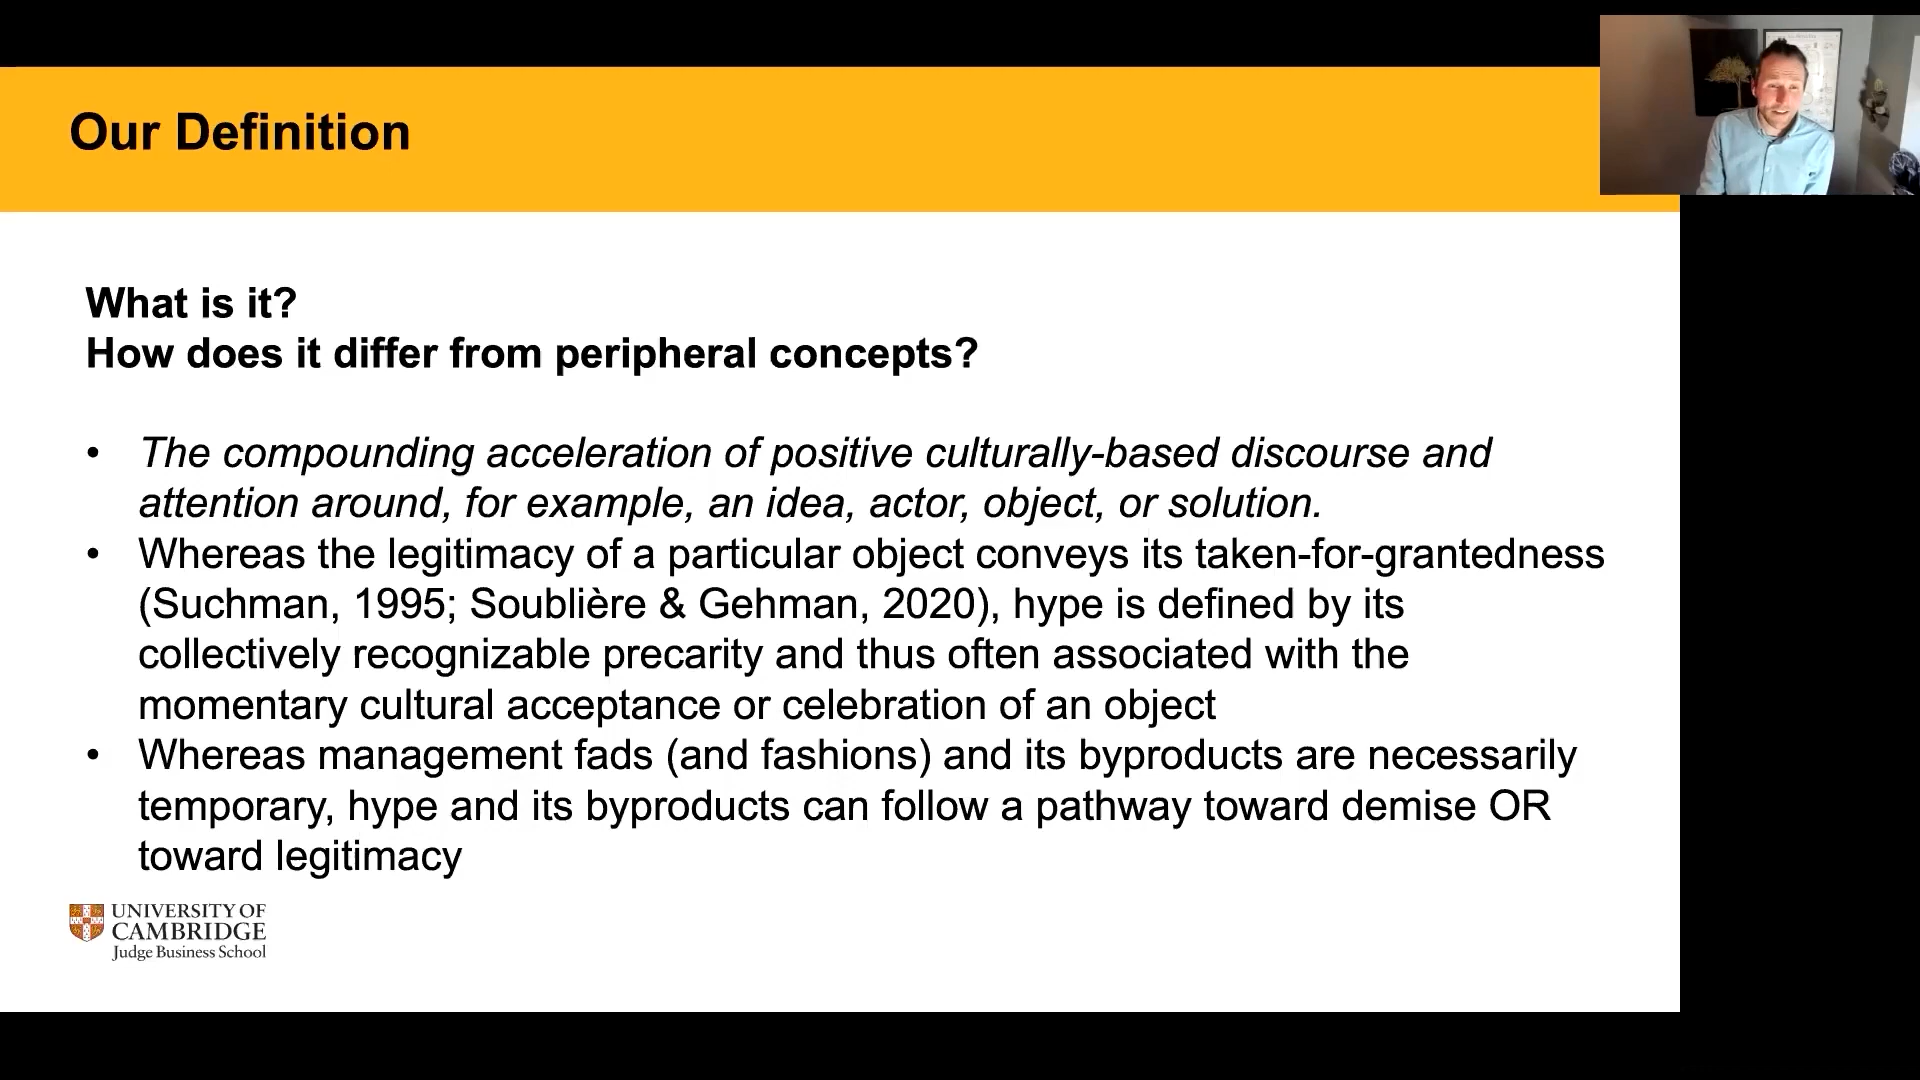 Our Definition
What is it?
How does it differ from peripheral concepts?
• The compounding acceleration of positive culturally-based discourse and
attention around, for example, an idea, actor, object, or solution.
• Whereas the legitimacy of a particular object conveys its taken-for-grantedness
(Suchman, 1995; Soublière & Gehman, 2020), hype is defined by its
collectively recognizable precarity and thus often associated with the
momentary cultural acceptance or celebration of an object
• Whereas management fads (and fashions) and its byproducts are necessarily
temporary, hype and its byproducts can follow a pathway toward demise OR
toward legitimacy
UNIVERSITY OF
CAMBRIDGE
Judge Business School